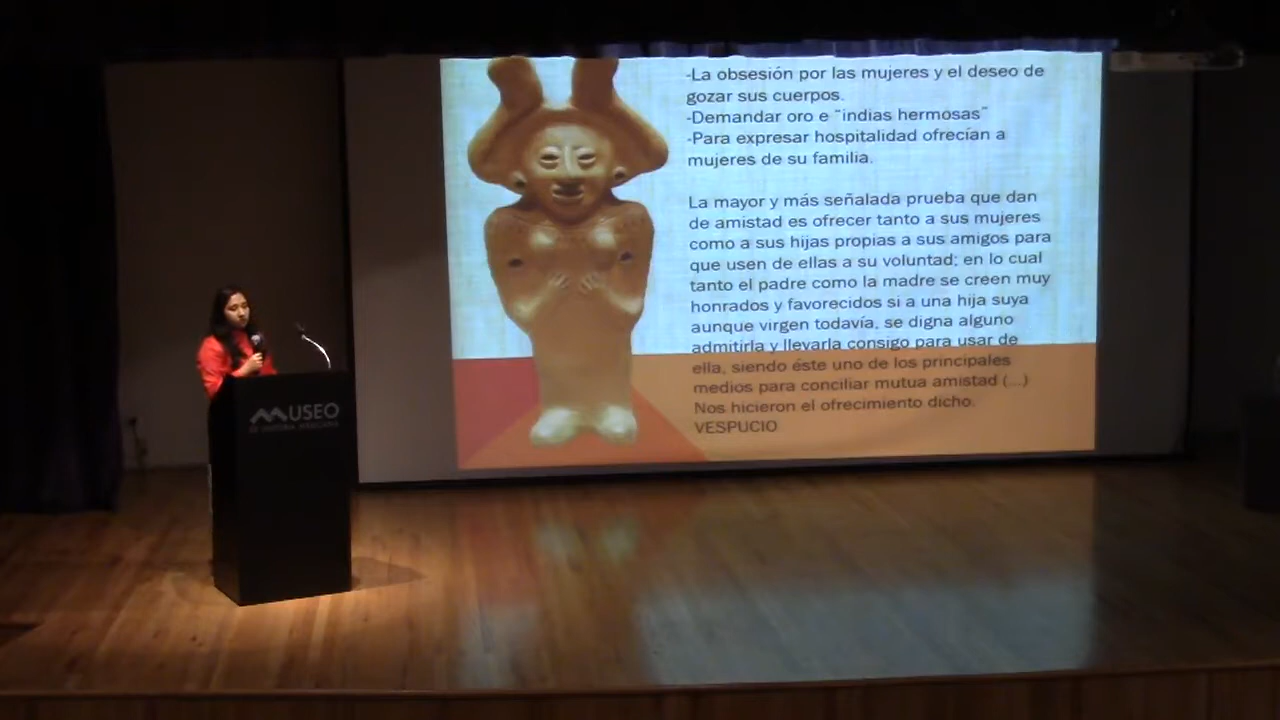 -La obsesión por las mujeres y el deseo de
gozar sus cuerpos.
-Demandar oro e "indias hermosas"
-Para expresar hospitalidad ofrecían a
mujeres de su familia.
La mayor y más señalada prueba que dan
de amistad es ofrecer tanto a sus mujeres
como a sus hijas propias a sus amigos para
que usen de ellas a su voluntad; en lo cual
tanto el padre como la madre se creen muy
honrados y favorecidos si a una hija suya
aunque virgen todavía, se digna alguno
admitirla y llevarla consigo para usar de
ella, siendo éste uno de los principales
medios para conciliar mutua amistad (...)
Nos hicieron el ofrecimiento dicho.
VESPUCIO
MUSEO
DE HISTORIA MEXICANA